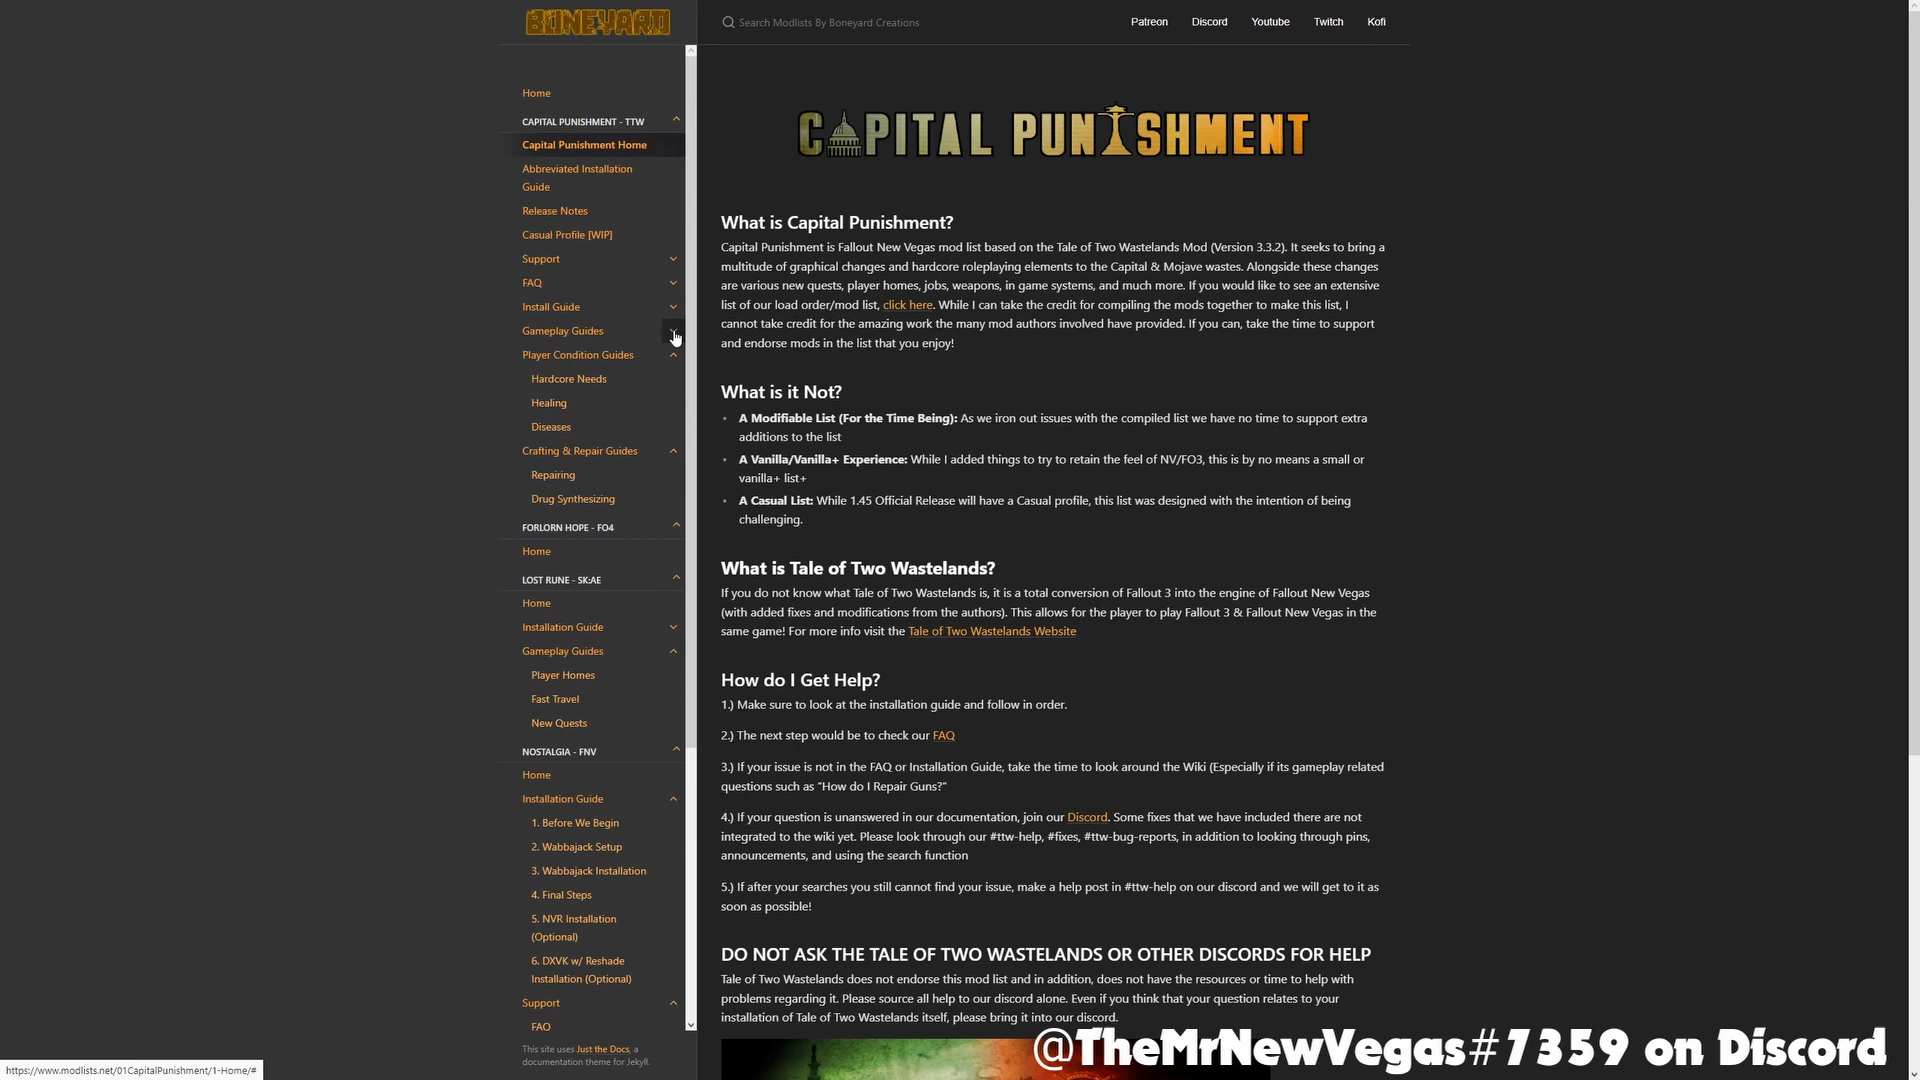 BONEYARD
Search Modlists By Boneyard Creations
Patreon
Discord
Youtube
Twitch
Kofi
Home
CAPITAL PUNISHMENT - TTW
Capital Punishment Home
Abbreviated Installation
Guide
Release Notes
Casual Profile [WIP]
Support
FAQ
Install Guide
Gameplay Guides
Player Condition Guides
Hardcore Needs
Healing
Diseases
Crafting & Repair Guides
Repairing
Drug Synthesizing
FORLORN HOPE - FO4
Home
LOST RUNE - SK:AE
Home
Installation Guide
Gameplay Guides
Player Homes
Fast Travel
New Quests
NOSTALGIA - FNV
Home
Installation Guide
1. Before We Begin
2. Wabbajack Setup
3. Wabbajack Installation
4. Final Steps
5. NVR Installation
(Optional)
6. DXVK w/ Reshade
Installation (Optional)
Support
FAQ
This site uses Just the Docs, a
documentation theme for Jekyll.
https://www.modlists.net/01CapitalPunishment/1-Home/#
CAPITAL PUNISHMENT
What is Capital Punishment?
Capital Punishment is Fallout New Vegas mod list based on the Tale of Two Wastelands Mod (Version 3.3.2). It seeks to bring a
multitude of graphical changes and hardcore roleplaying elements to the Capital & Mojave wastes. Alongside these changes
are various new quests, player homes, jobs, weapons, in game systems, and much more. If you would like to see an extensive
list of our load order/mod list, click here. While I can take the credit for compiling the mods together to make this list, I
cannot take credit for the amazing work the many mod authors involved have provided. If you can, take the time to support
and endorse mods in the list that you enjoy!
What is it Not?
• A Modifiable List (For the Time Being): As we iron out issues with the compiled list we have no time to support extra
additions to the list
• A Vanilla/Vanilla+ Experience: While I added things to try to retain the feel of NV/FO3, this is by no means a small or
vanilla+ list+
• A Casual List: While 1.45 Official Release will have a Casual profile, this list was designed with the intention of being
challenging.
What is Tale of Two Wastelands?
If you do not know what Tale of Two Wastelands is, it is a total conversion of Fallout 3 into the engine of Fallout New Vegas
(with added fixes and modifications from the authors). This allows for the player to play Fallout 3 & Fallout New Vegas in the
same game! For more info visit the Tale of Two Wastelands Website
How do I Get Help?
1.) Make sure to look at the installation guide and follow in order.
2.) The next step would be to check our FAQ
3.) If your issue is not in the FAQ or Installation Guide, take the time to look around the Wiki (Especially if its gameplay related
questions such as "How do I Repair Guns?"
4.) If your question is unanswered in our documentation, join our Discord. Some fixes that we have included there are not
integrated to the wiki yet. Please look through our #ttw-help, #fixes, #ttw-bug-reports, in addition to looking through pins,
announcements, and using the search function
5.) If after your searches you still cannot find your issue, make a help post in #ttw-help on our discord and we will get to it as
soon as possible!
DO NOT ASK THE TALE OF TWO WASTELANDS OR OTHER DISCORDS FOR HELP
Tale of Two Wastelands does not endorse this mod list and in addition, does not have the resources or time to help with
problems regarding it. Please source all help to our discord alone. Even if you think that your question relates to your
installation of Tale of Two Wastelands itself, please bring it into our discord.
@TheMrNewVegas#7359 on Discord